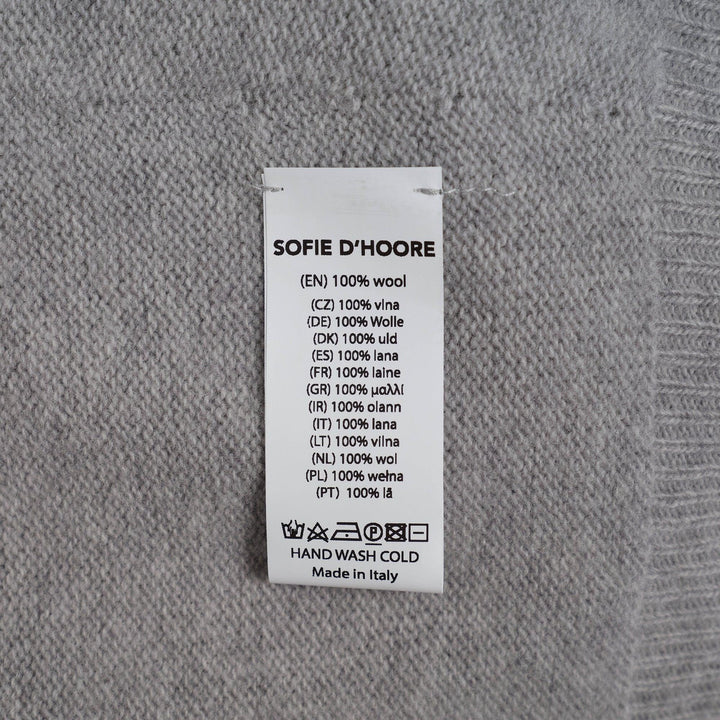 SOFIE D'HOORE
(EN) 100% wool
(CZ) 100% vlna
(DE) 100% Wolle
(DK) 100% uld
(ES) 100% lana
(FR) 100% laine
(GR) 100% μαλλί
(IR) 100% olann
(IT) 100% lana
(LT) 100% vilna
(NL) 100% wol
(PL) 100% wełna
(PT) 100% lã
P
HAND WASH COLD
Made in Italy